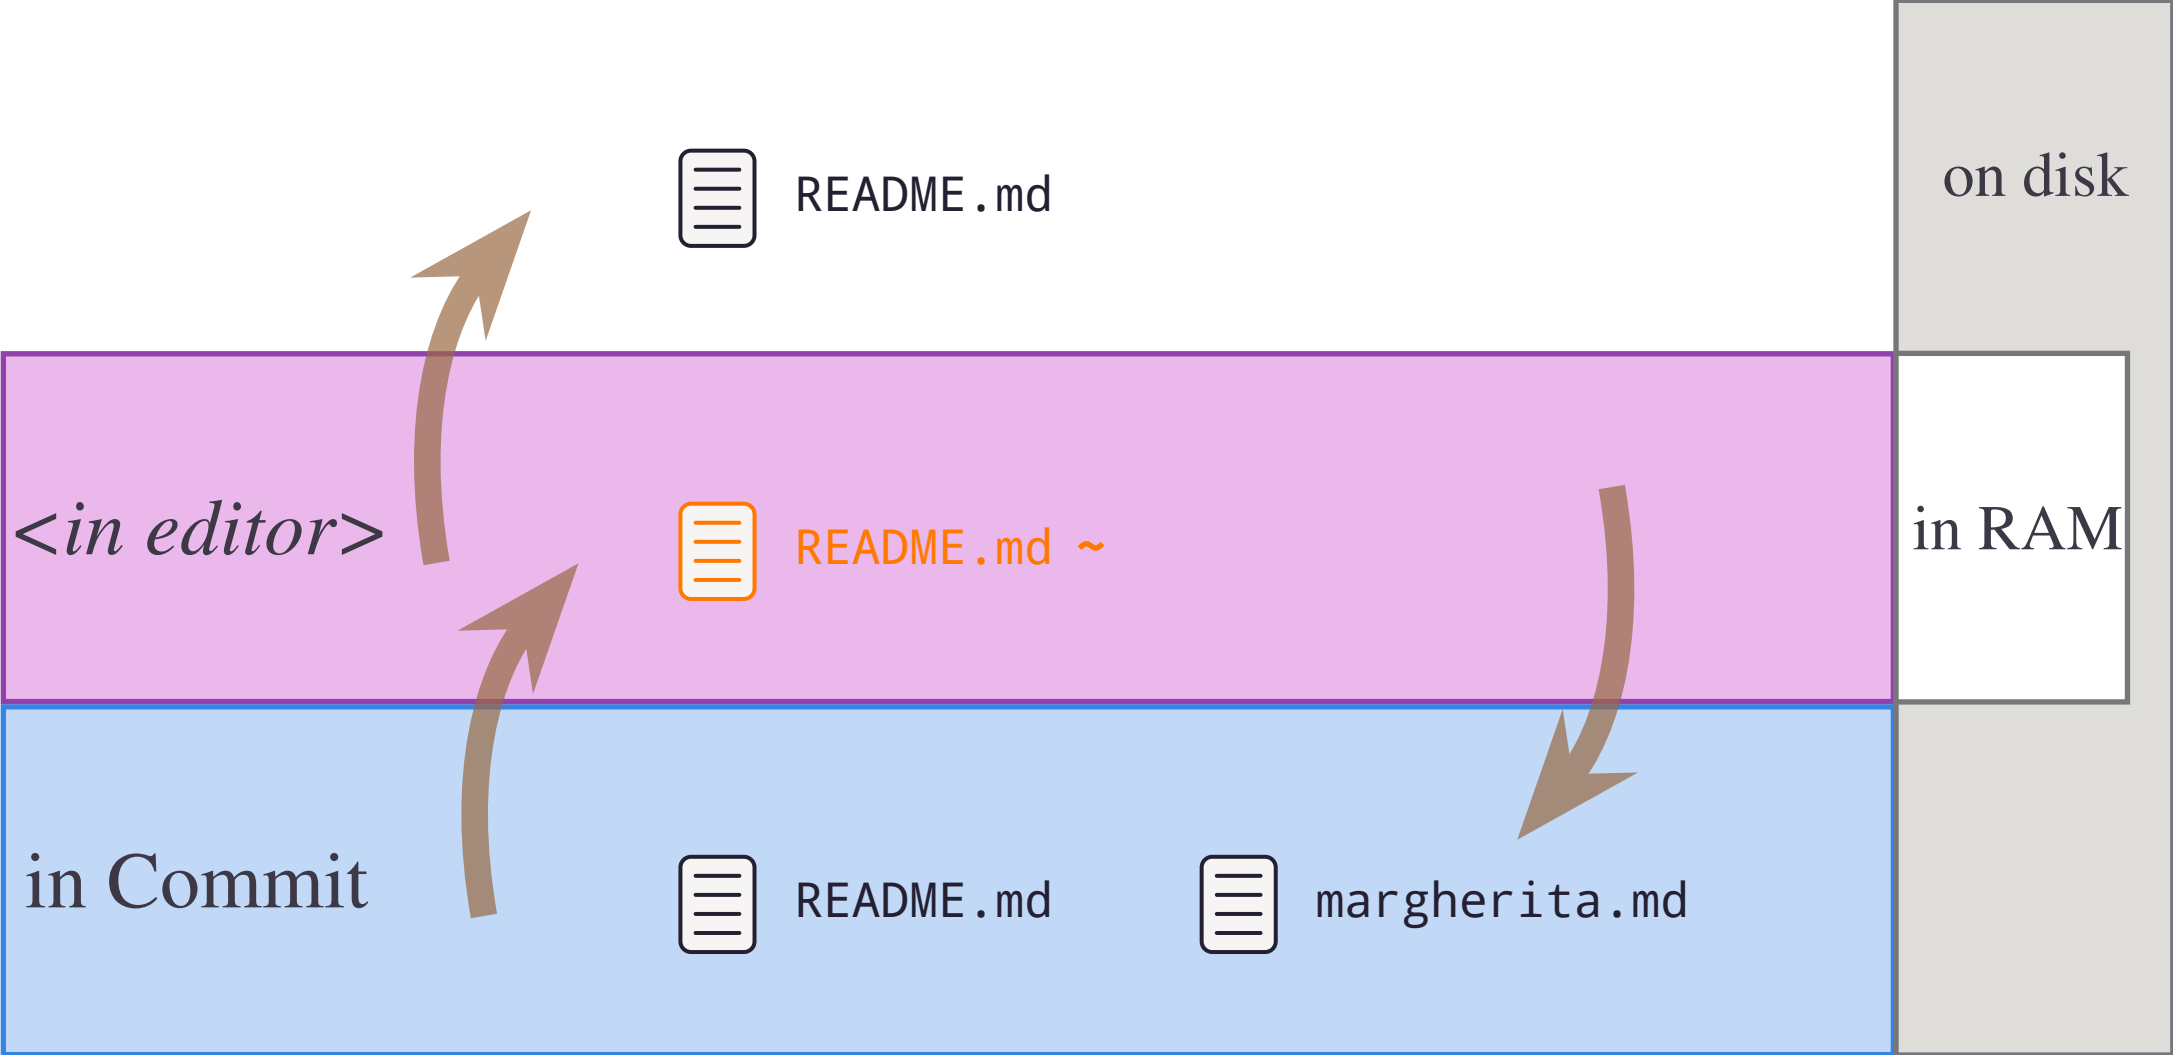 README.md
on disk
<in editor>
README.md ~
in RAM
in Commit
README.md
margherita.md